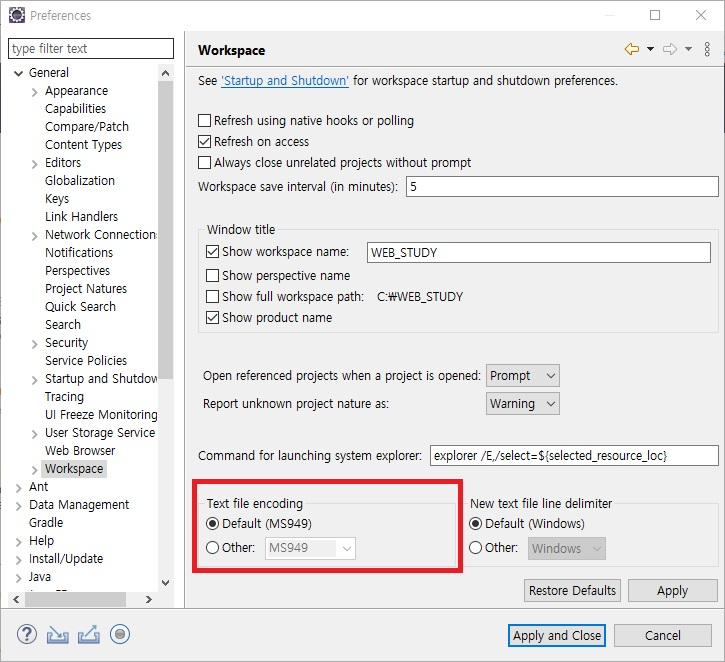 Preferences
type filter text
General
Appearance
Capabilities
Compare/Patch
Content Types
Editors
Globalization
Keys
Link Handlers
Network Connection
Notifications
Perspectives
Project Natures
Quick Search
Search
Security
Service Policies
Startup and Shutdow
Tracing
UI Freeze Monitoring
User Storage Service
Web Browser
Workspace
Ant
Data Management
Gradle
Help
Install/Update
Java
Workspace
See 'Startup and Shutdown' for workspace startup and shutdown preferences.
Refresh using native hooks or polling
Refresh on access
Always close unrelated projects without prompt
Workspace save interval (in minutes): 5
Window title
Show workspace name: WEB_STUDY
Show perspective name
Show full workspace path: C:₩WEB_STUDY
Show product name
Open referenced projects when a project is opened: Prompt
Report unknown project nature as: Warning
Command for launching system explorer: explorer /E,/select=${selected_resource_loc}
Text file encoding
Default (MS949)
Other: MS949
New text file line delimiter
Default (Windows)
Other: Windows
Restore Defaults
Apply
?
Apply and Close
Cancel